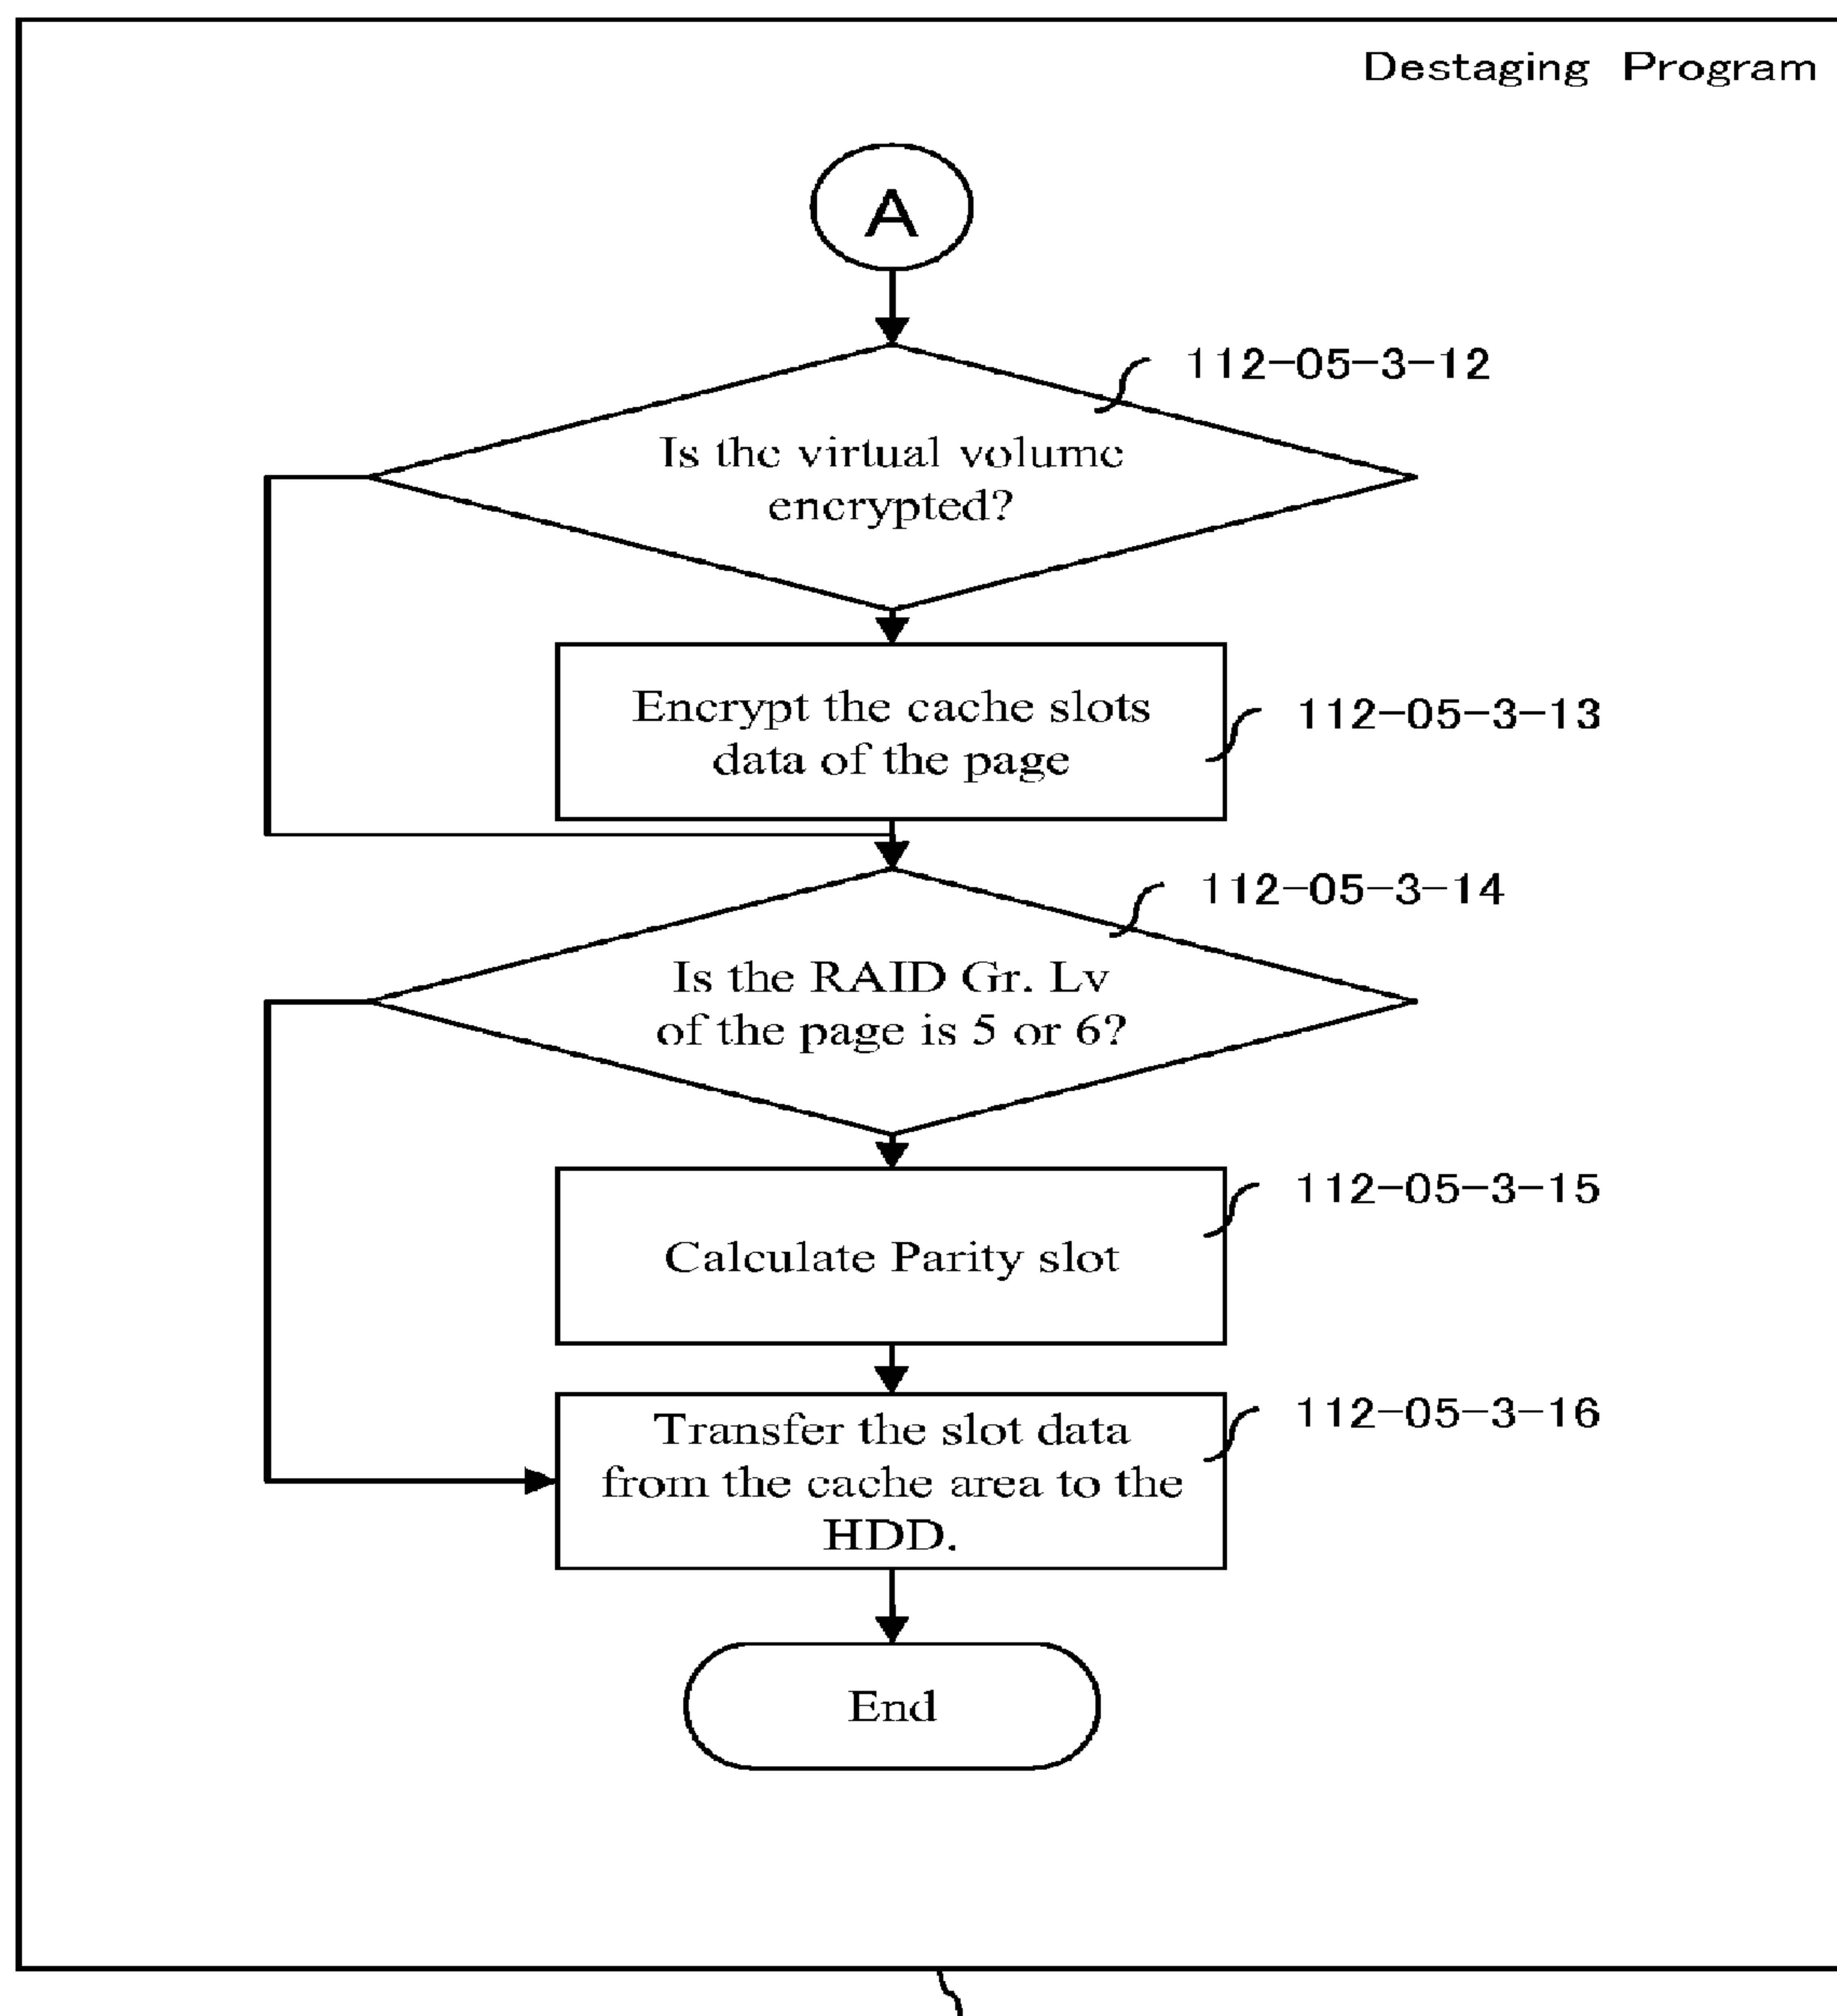 Destaging Program
A
112-05-3-12
Is the virtual volume
encrypted?
Encrypt the cache slots
data of the page
112-05-3-13
112-05-3-14
Is the RAID Gr. Lv
of the page is 5 or 6?
112-05-3-15
Calculate Parity slot
112-05-3-16
Transfer the slot data
from the cache area to the
HDD.
End